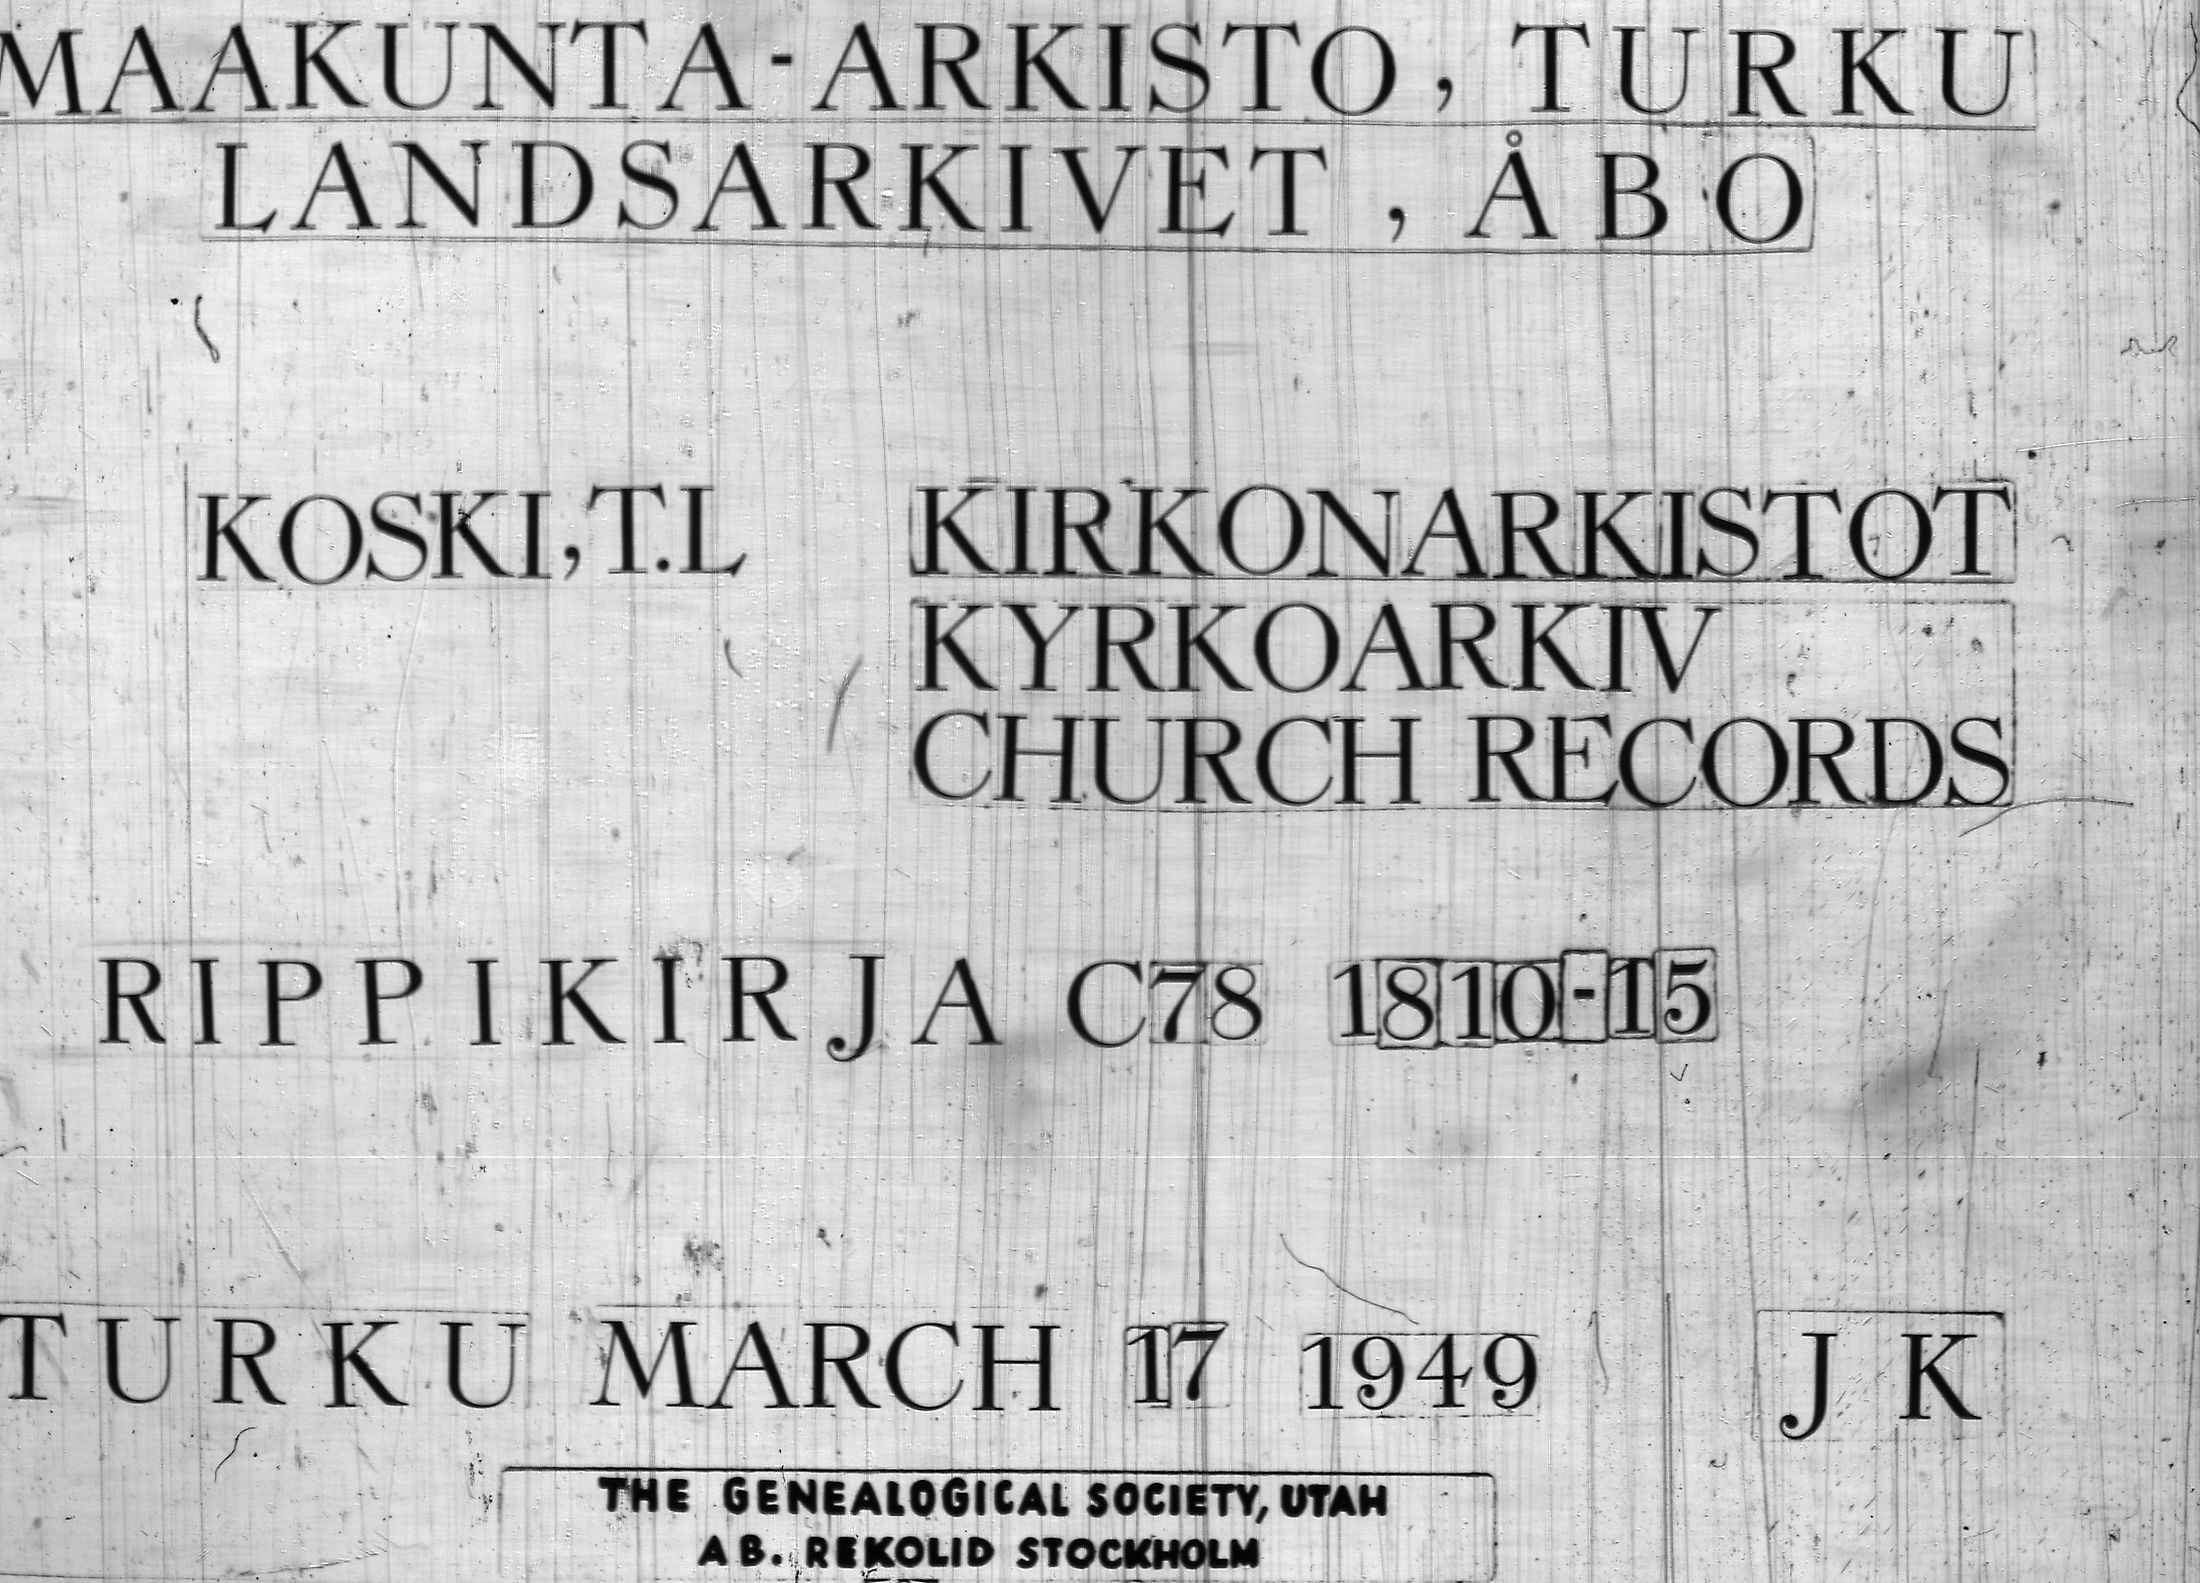 MAAKUNTA-ARKISTO, TURKU
LANDSARKIVET, ÅBO
KOSKI, T.L KIRKONARKISTOT
KYRKOARKIV
CHURCH RECORDS
RIPPIKIRJA C78 1810-15
TURKU MARCH 17 1949 JK
THE GENEALOGICAL SOCIETY, UTAH
AB. REKOLID STOCKHOLM